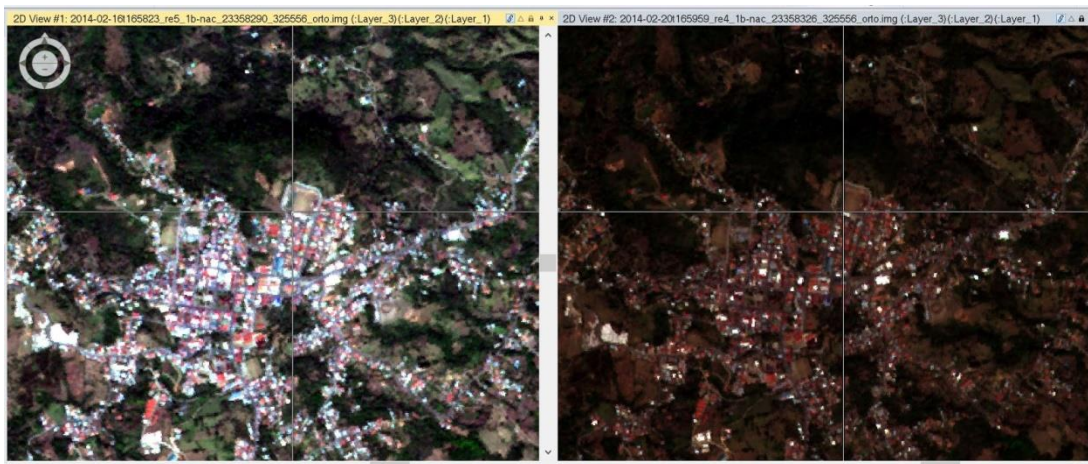 2D View #1: 2014-02-16t165823_re5_1b-nac_23358290_325556_orto.img (:Layer_3)(:Layer_2)(:Layer_1)
2D View #2: 2014-02-20t165959_re4_1b-nac_23358326_325556_orto.img (:Layer_3)(:Layer_2)(:Layer_1)